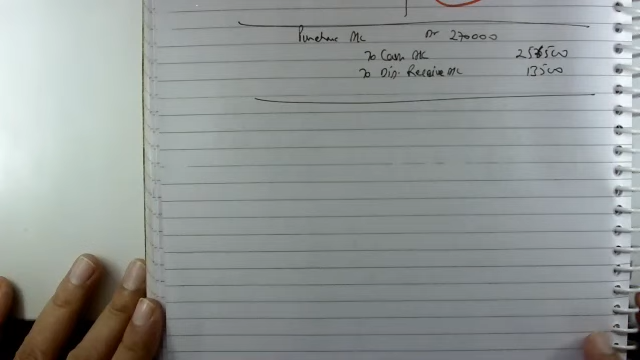 Purchase A/c Dr 270000
To Cash A/c 256500
To Dis. Receive A/c 13500